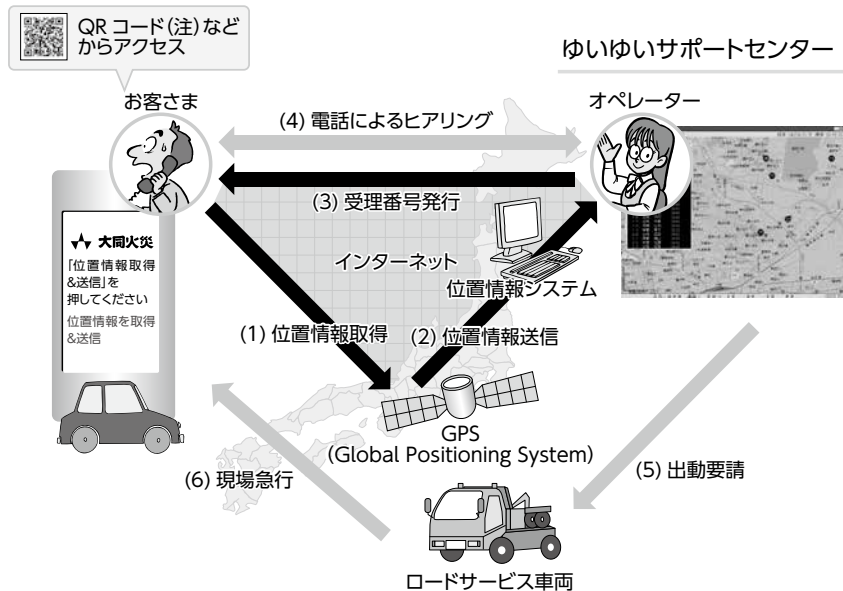 QRコード(注)など
からアクセス
ゆいゆいサポートセンター
お客さま
オペレーター
(4) 電話によるヒアリング
(3) 受理番号発行
大同火災
「位置情報取得
&送信」を
押してください
位置情報を取得
&送信
インターネット
位置情報システム
(1) 位置情報取得
(2) 位置情報送信
GPS
(Global Positioning System)
(5) 出動要請
(6) 現場急行
ロードサービス車両